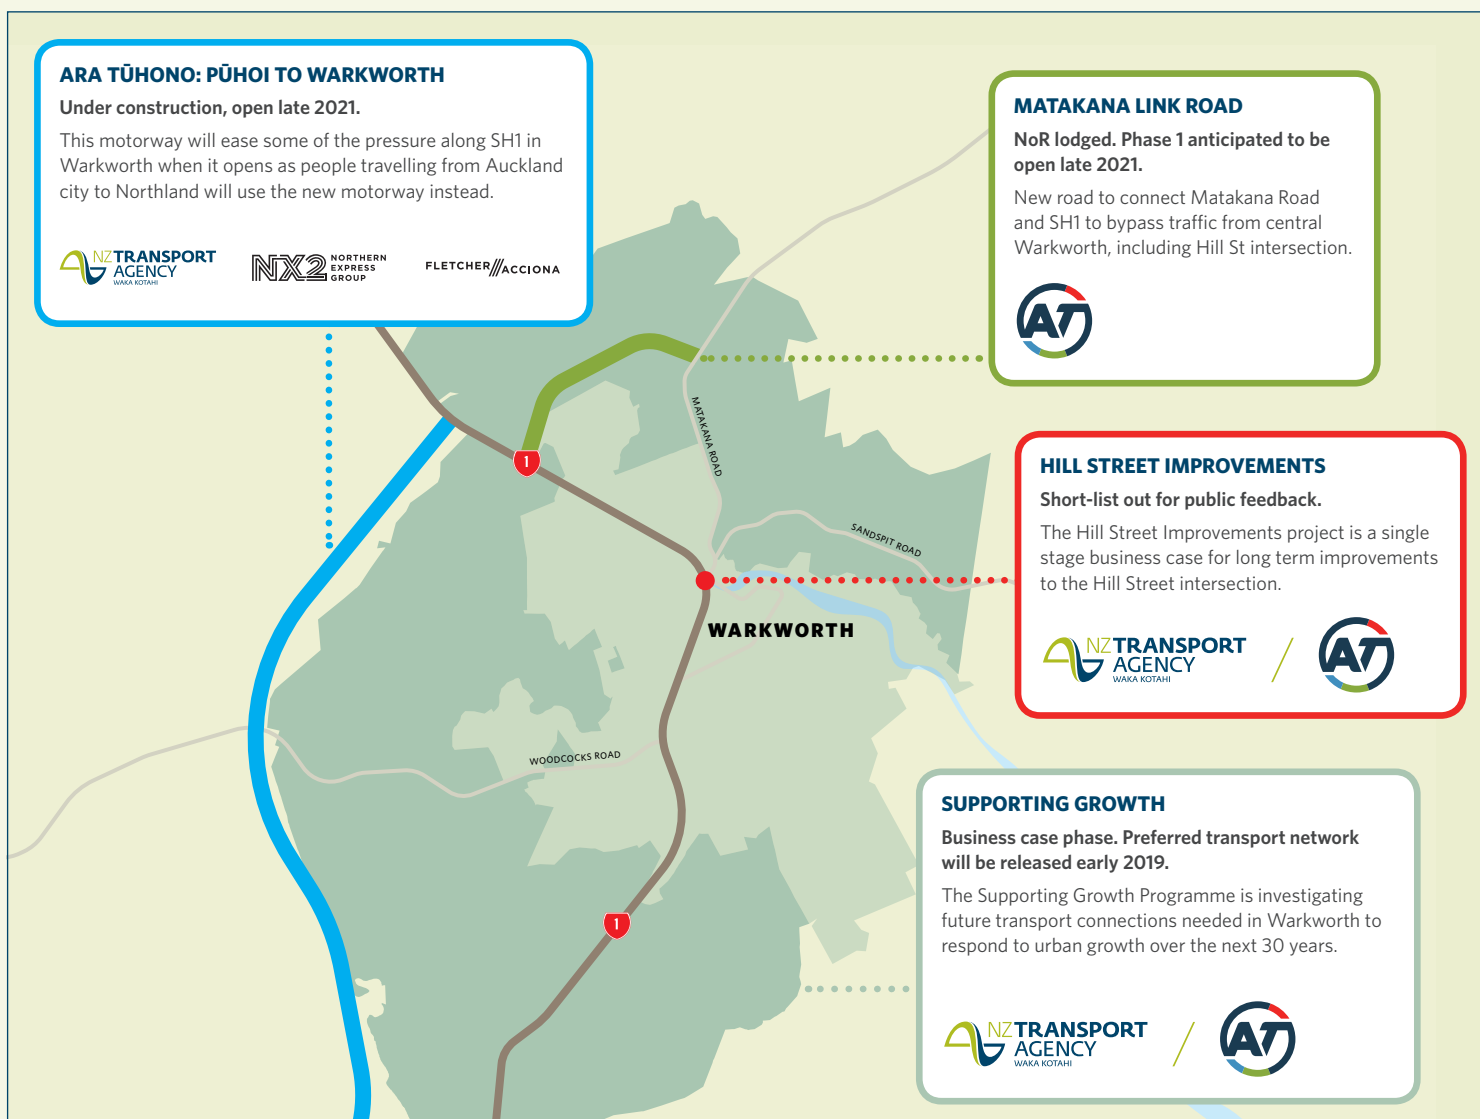 ARA TŪHONO: PŪHOI TO WARKWORTH
Under construction, open late 2021.
This motorway will ease some of the pressure along SH1 in
Warkworth when it opens as people travelling from Auckland
city to Northland will use the new motorway instead.
NZTRANSPORT
AGENCY
WAKA KOTAHI
NX2 NORTHERN
EXPRESS
GROUP
FLETCHER///ACCIONA
MATAKANA LINK ROAD
NoR lodged. Phase 1 anticipated to be
open late 2021.
New road to connect Matakana Road
and SH1 to bypass traffic from central
Warkworth, including Hill St intersection.
AT
MATAKANA ROAD
1
SANDSPIT ROAD
WARKWORTH
WOODCOCKS ROAD
1
HILL STREET IMPROVEMENTS
Short-list out for public feedback.
The Hill Street Improvements project is a single
stage business case for long term improvements
to the Hill Street intersection.
NZTRANSPORT
AGENCY
WAKA KOTAHI
/
AT
SUPPORTING GROWTH
Business case phase. Preferred transport network
will be released early 2019.
The Supporting Growth Programme is investigating
future transport connections needed in Warkworth to
respond to urban growth over the next 30 years.
NZTRANSPORT
AGENCY
WAKA KOTAHI
/
AT